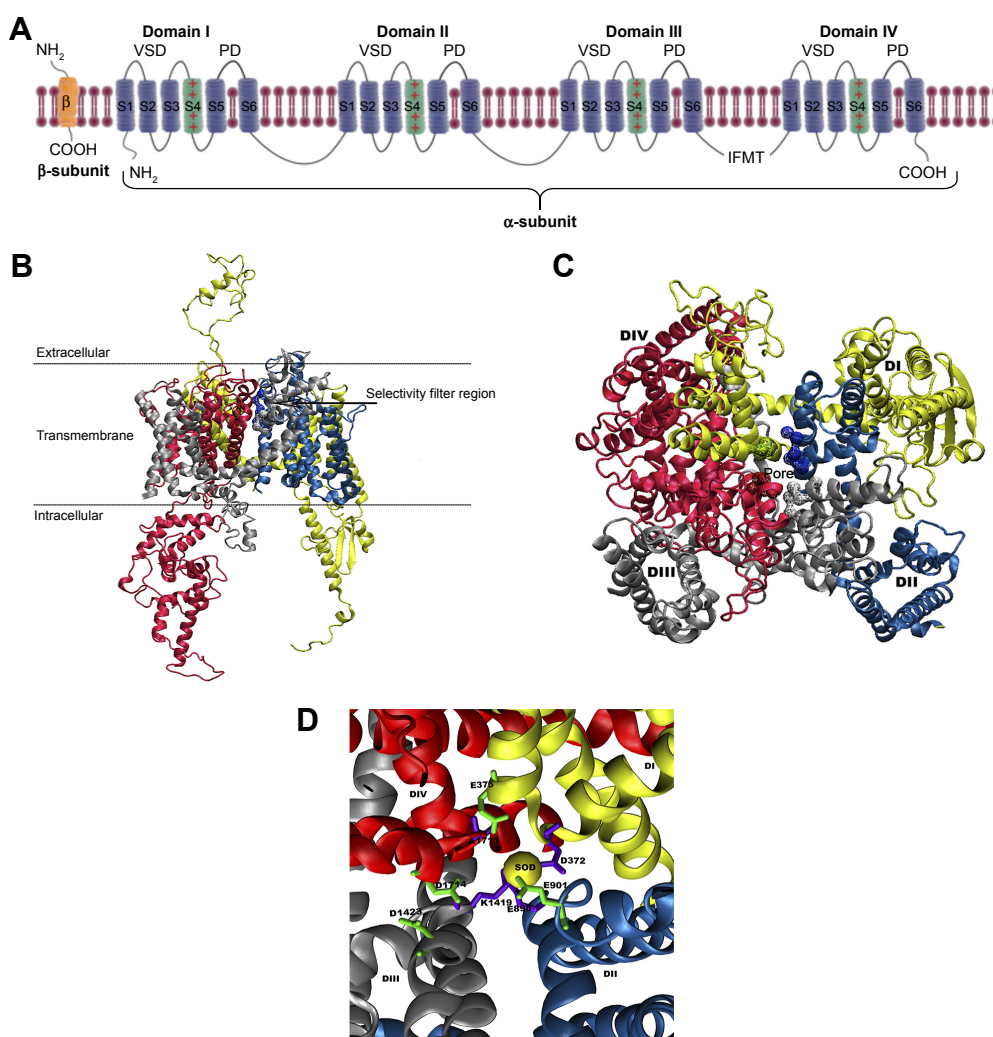 A
Domain I Domain II Domain III Domain IV
NH2 VSD PD VSD PD VSD PD VSD PD
β S1 S2 S3 S4 S5 S6 S1 S2 S3 S4 S5 S6 S1 S2 S3 S4 S5 S6 S1 S2 S3 S4 S5 S6
COOH
β-subunit
NH2
IFMT
COOH
α-subunit
B
Extracellular
Selectivity filter region
Transmembrane
Intracellular
C
DIV
DI
Pore
DIII
DII
D
DI
E375
DIV
D372
SOD
D1714
E901
K1419
D1423
DIII
DII